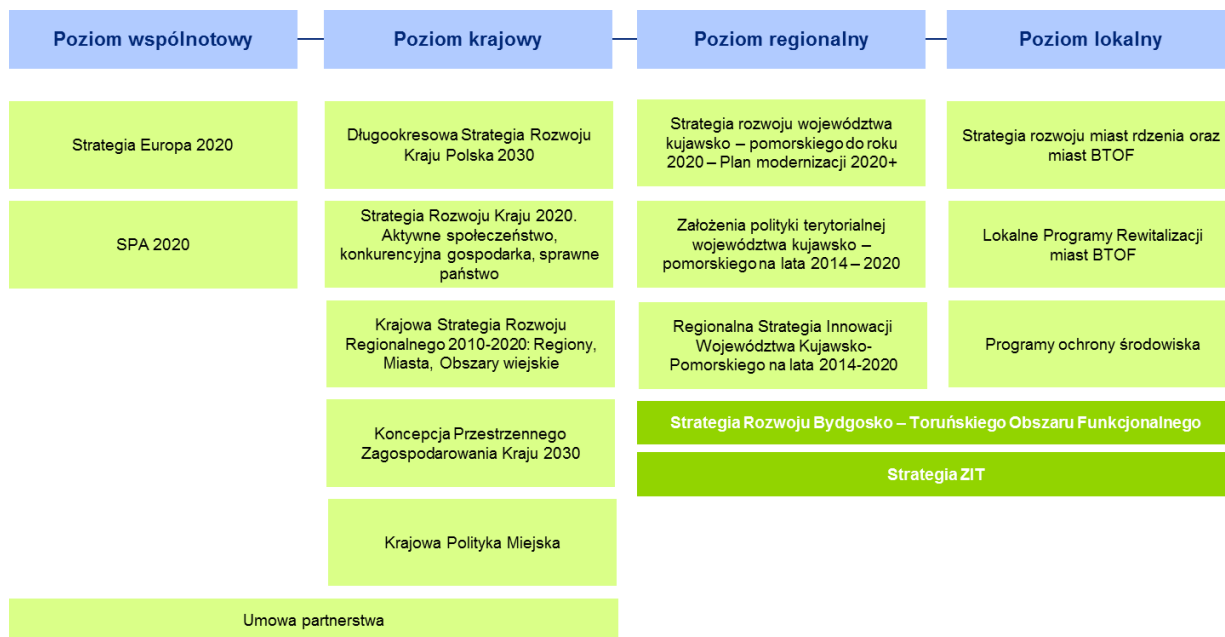 Poziom wspólnotowy
Poziom krajowy
Poziom regionalny
Poziom lokalny
Strategia Europa 2020
SPA 2020
Długookresowa Strategia Rozwoju
Kraju Polska 2030
Strategia Rozwoju Kraju 2020.
Aktywne społeczeństwo,
konkurencyjna gospodarka, sprawne
państwo
Krajowa Strategia Rozwoju
Regionalnego 2010-2020: Regiony,
Miasta, Obszary wiejskie
Koncepcja Przestrzennego
Zagospodarowania Kraju 2030
Krajowa Polityka Miejska
Umowa partnerstwa
Strategia rozwoju województwa
kujawsko – pomorskiego do roku
2020 – Plan modernizacji 2020+
Założenia polityki terytorialnej
województwa kujawsko –
pomorskiego na lata 2014 – 2020
Regionalna Strategia Innowacji
Województwa Kujawsko-
Pomorskiego na lata 2014-2020
Strategia rozwoju miast rdzenia oraz
miast BTOF
Lokalne Programy Rewitalizacji
miast BTOF
Programy ochrony środowiska
Strategia Rozwoju Bydgosko – Toruńskiego Obszaru Funkcjonalnego
Strategia ZIT